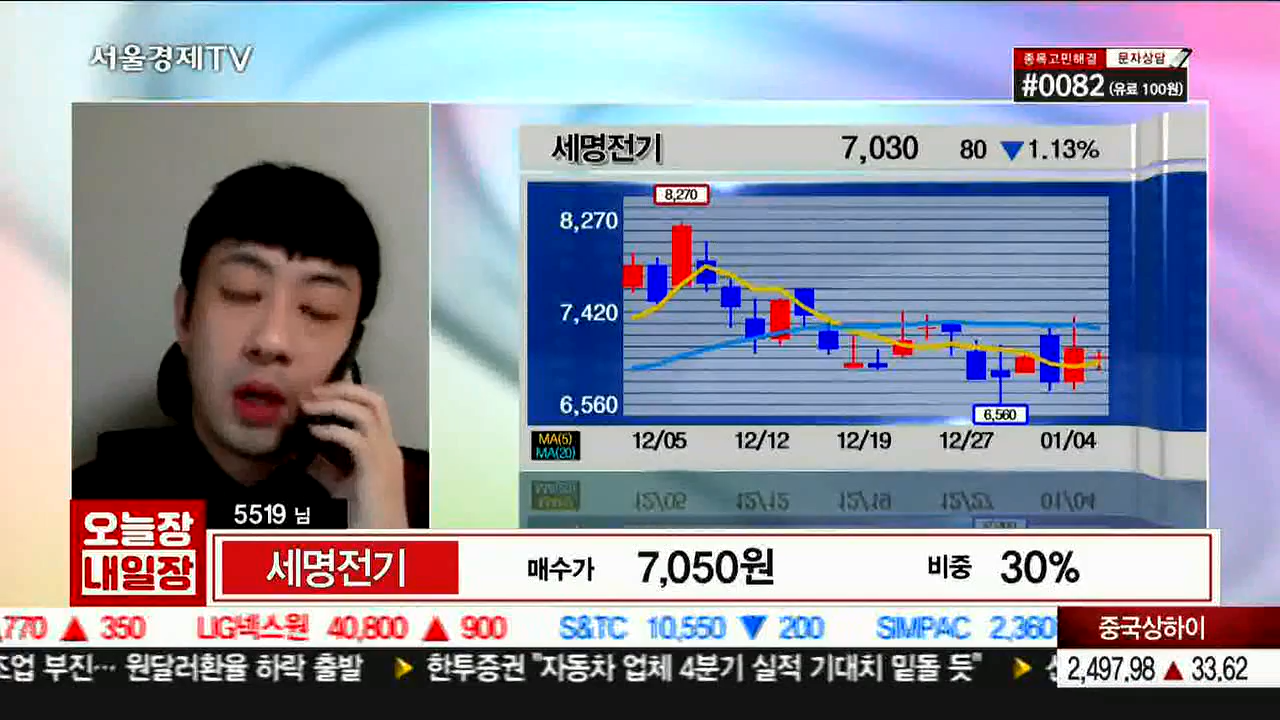 서울경제TV
종목고민해결 문자상담
#0082 (유료 100원)
세명전기 7,030 80 ▼1.13%
8,270
8,270
7,420
6,560
6,560
MA(5)
MA(20)
12/05 12/12 12/19 12/27 01/04
5519 님
오늘장
내일장
세명전기 매수가 7,050원 비중 30%
770 ▲ 350 LIG넥스원 40,800 ▲ 900 S&TC 10,550 ▼ 200 SIMPAC 2,360
중국상하이
조업 부진… 원달러환율 하락 출발 ▶ 한투증권 "자동차 업체 4분기 실적 기대치 밑돌 듯" ▶
2,497.98 ▲ 33.62